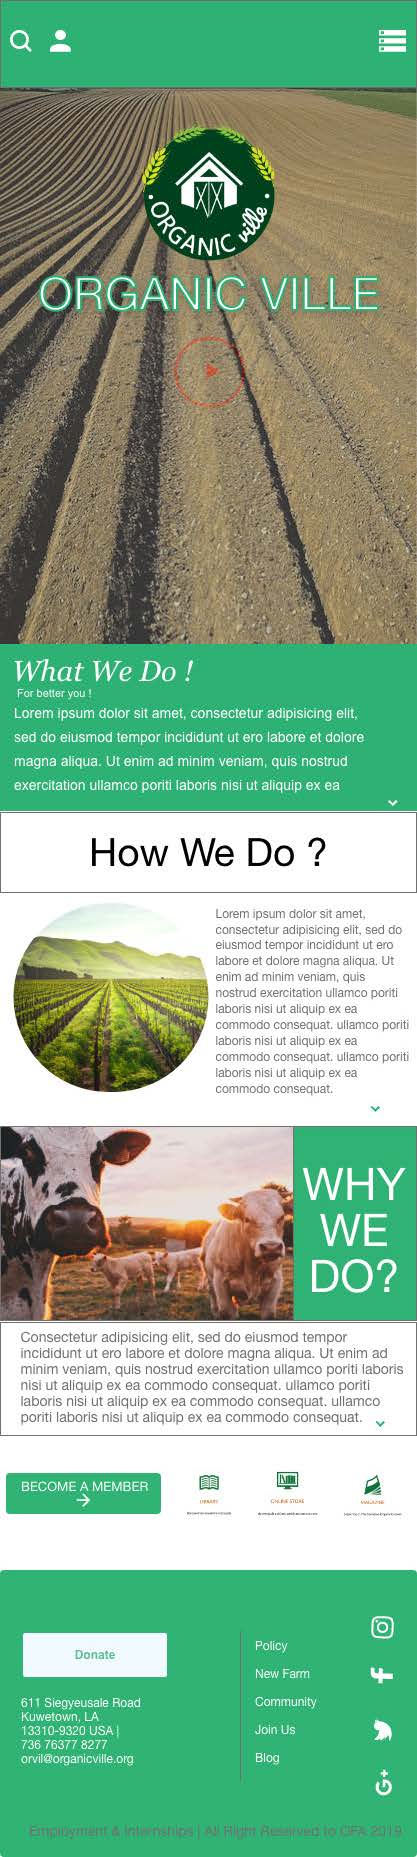 ORGANIC ville
ORGANIC VILLE
What We Do !
For better you !
Lorem ipsum dolor sit amet, consectetur adipisicing elit,
sed do eiusmod tempor incididunt ut ero labore et dolore
magna aliqua. Ut enim ad minim veniam, quis nostrud
exercitation ullamco poriti laboris nisi ut aliquip ex ea
How We Do ?
Lorem ipsum dolor sit amet,
consectetur adipisicing elit, sed do
eiusmod tempor incididunt ut ero
labore et dolore magna aliqua. Ut
enim ad minim veniam, quis
nostrud exercitation ullamco poriti
laboris nisi ut aliquip ex ea
commodo consequat. ullamco poriti
laboris nisi ut aliquip ex ea
commodo consequat. ullamco poriti
laboris nisi ut aliquip ex ea
commodo consequat.
WHY
WE
DO?
Consectetur adipisicing elit, sed do eiusmod tempor
incididunt ut ero labore et dolore magna aliqua. Ut enim ad
minim veniam, quis nostrud exercitation ullamco poriti laboris
nisi ut aliquip ex ea commodo consequat. ullamco poriti
laboris nisi ut aliquip ex ea commodo consequat. ullamco
poriti laboris nisi ut aliquip ex ea commodo consequat.
BECOME A MEMBER
LIBRARY
ONLINE STORE
MAGAZINE
Donate
611 Siegyeusale Road
Kuwetown, LA
13310-9320 USA |
736 76377 8277
orvil@organicville.org
Policy
New Farm
Community
Join Us
Blog
Employment & Internships | All Right Reserved to OFA 2019